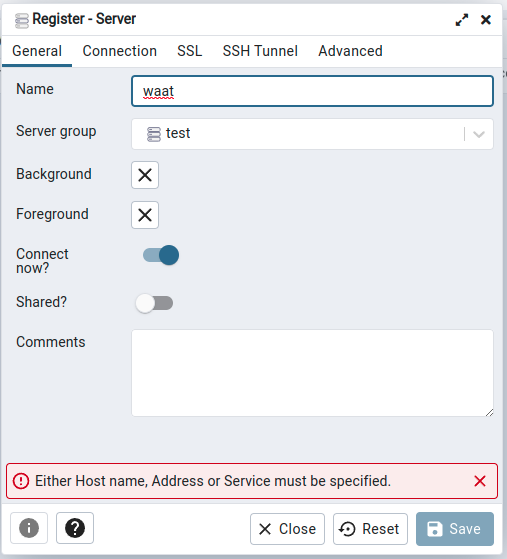 Register - Server
General Connection SSL SSH Tunnel Advanced
Name waat
Server group test
Background
Foreground
Connect
now?
Shared?
Comments
Either Host name, Address or Service must be specified.
Close Reset Save